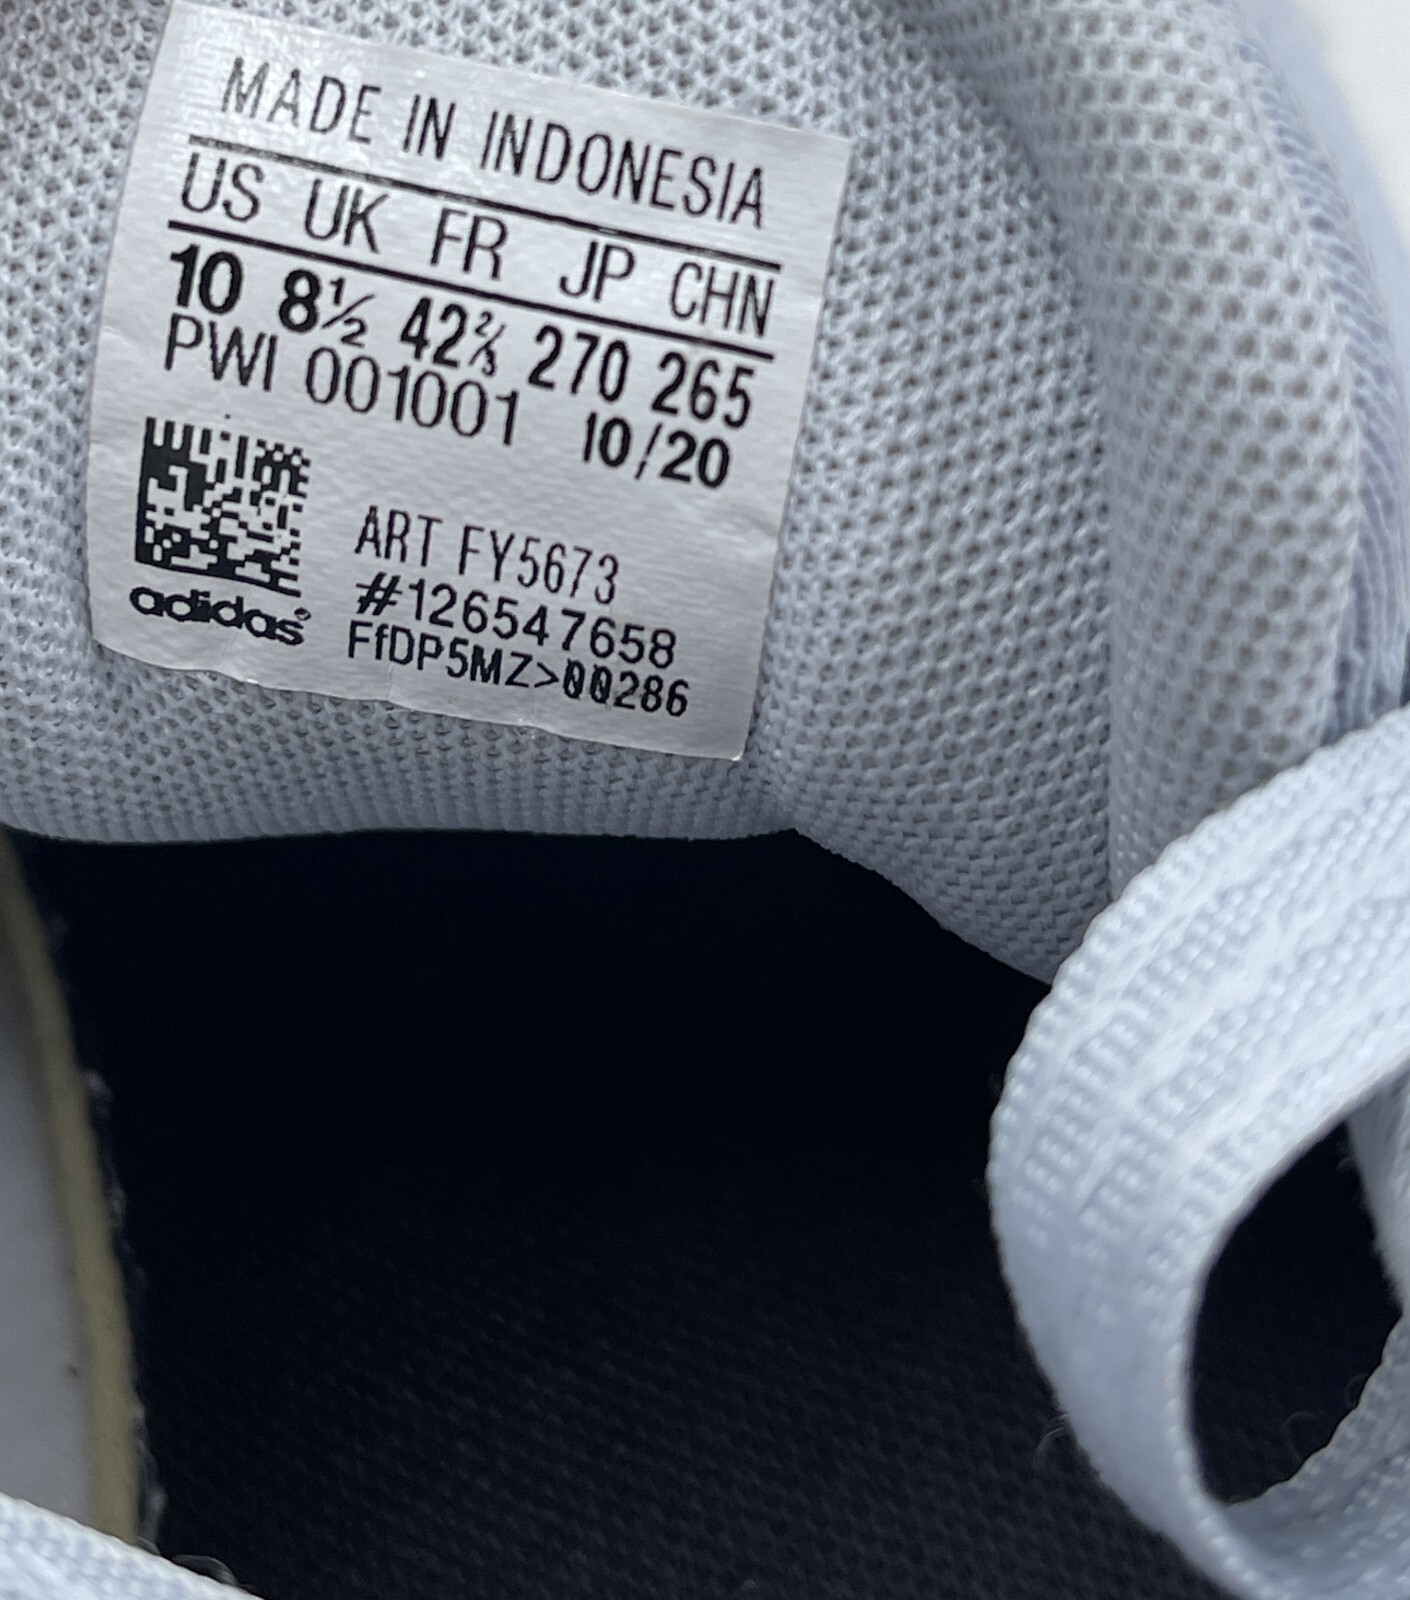 MADE IN INDONESIA
US UK FR JP CHN
10 8½ 42⅔ 270 265
PWI 001001 10/20
ART FY5673
#126547658
FfDP5MZ>00286
adidas